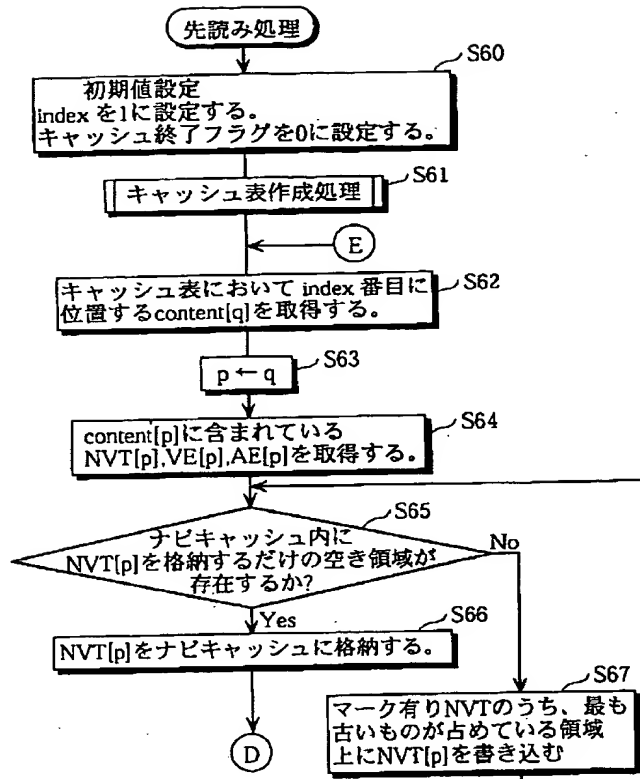 先読み処理
S60
初期値設定
index を1に設定する。
キャッシュ終了フラグを0に設定する。
S61
キャッシュ表作成処理
E
S62
キャッシュ表において index 番目に
位置するcontent[q]を取得する。
S63
p ← q
S64
content[p]に含まれている
NVT[p],VE[p],AE[p]を取得する。
S65
ナビキャッシュ内に
NVT[p]を格納するだけの空き領域が
存在するか?
No
Yes
S66
NVT[p]をナビキャッシュに格納する。
S67
マーク有りNVTのうち、最も
古いものが占めている領域
上にNVT[p]を書き込む
D